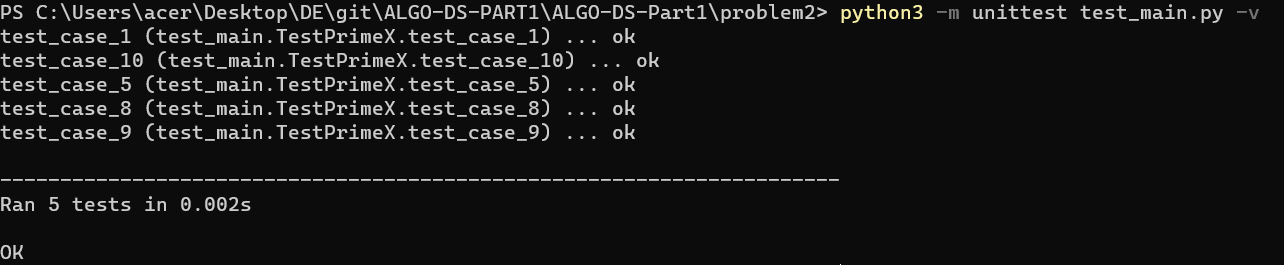 PS C:\Users\acer\Desktop\DE\git\ALGO-DS-PART1\ALGO-DS-Part1\problem2> python3 -m unittest test_main.py -v
test_case_1 (test_main.TestPrimeX.test_case_1) ... ok
test_case_10 (test_main.TestPrimeX.test_case_10) ... ok
test_case_5 (test_main.TestPrimeX.test_case_5) ... ok
test_case_8 (test_main.TestPrimeX.test_case_8) ... ok
test_case_9 (test_main.TestPrimeX.test_case_9) ... ok
----------------------------------------------------------------------
Ran 5 tests in 0.002s
OK